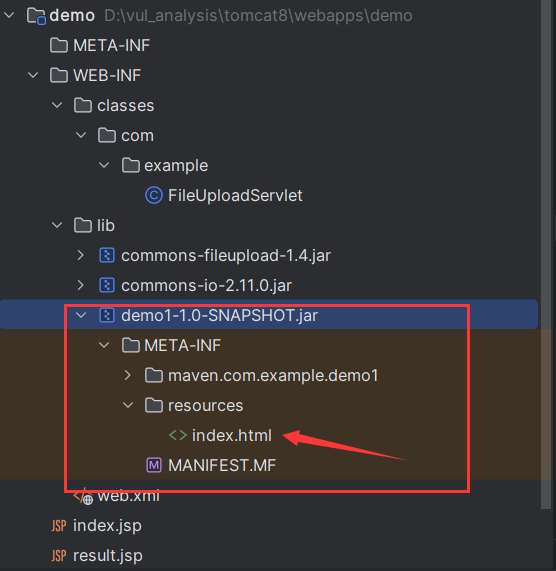 demo D:\vul_analysis\tomcat8\webapps\demo
META-INF
WEB-INF
classes
com
example
C FileUploadServlet
lib
commons-fileupload-1.4.jar
commons-io-2.11.0.jar
demo1-1.0-SNAPSHOT.jar
META-INF
maven.com.example.demo1
resources
<> index.html
M MANIFEST.MF
web.xml
JSP index.jsp
JSP result.jsp